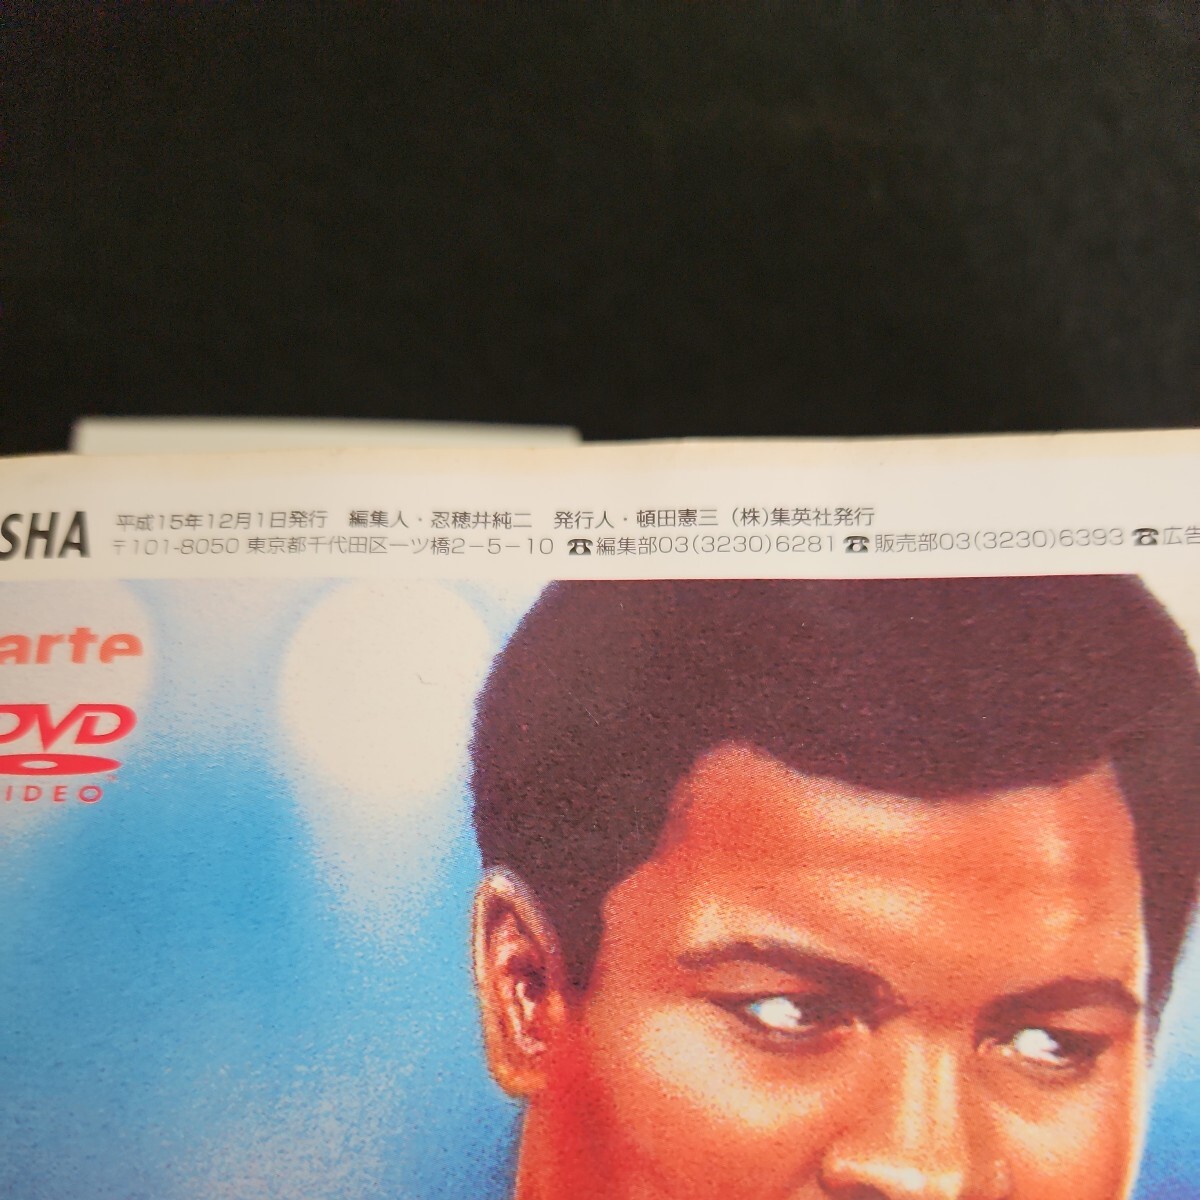 SHA
平成15年12月1日発行　編集人・忍穂井純二　発行人・頓田憲三　(株)集英社発行
〒101-8050 東京都千代田区一ツ橋2-5-10 ☎編集部03(3230)6281 ☎販売部03(3230)6393 ☎広告
arte
DVD
IDEO